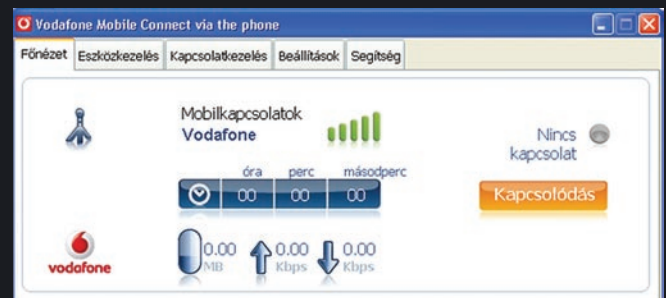 Vodafone Mobile Connect via the phone
Főnézet Eszközkezelés Kapcsolatkezelés Beállítások Segítség
Mobilkapcsolatok
Vodafone
Nincs
kapcsolat
óra perc másodperc
00 00 00
Kapcsolódás
vodafone
0.00 0.00 0.00
MB Kbps Kbps